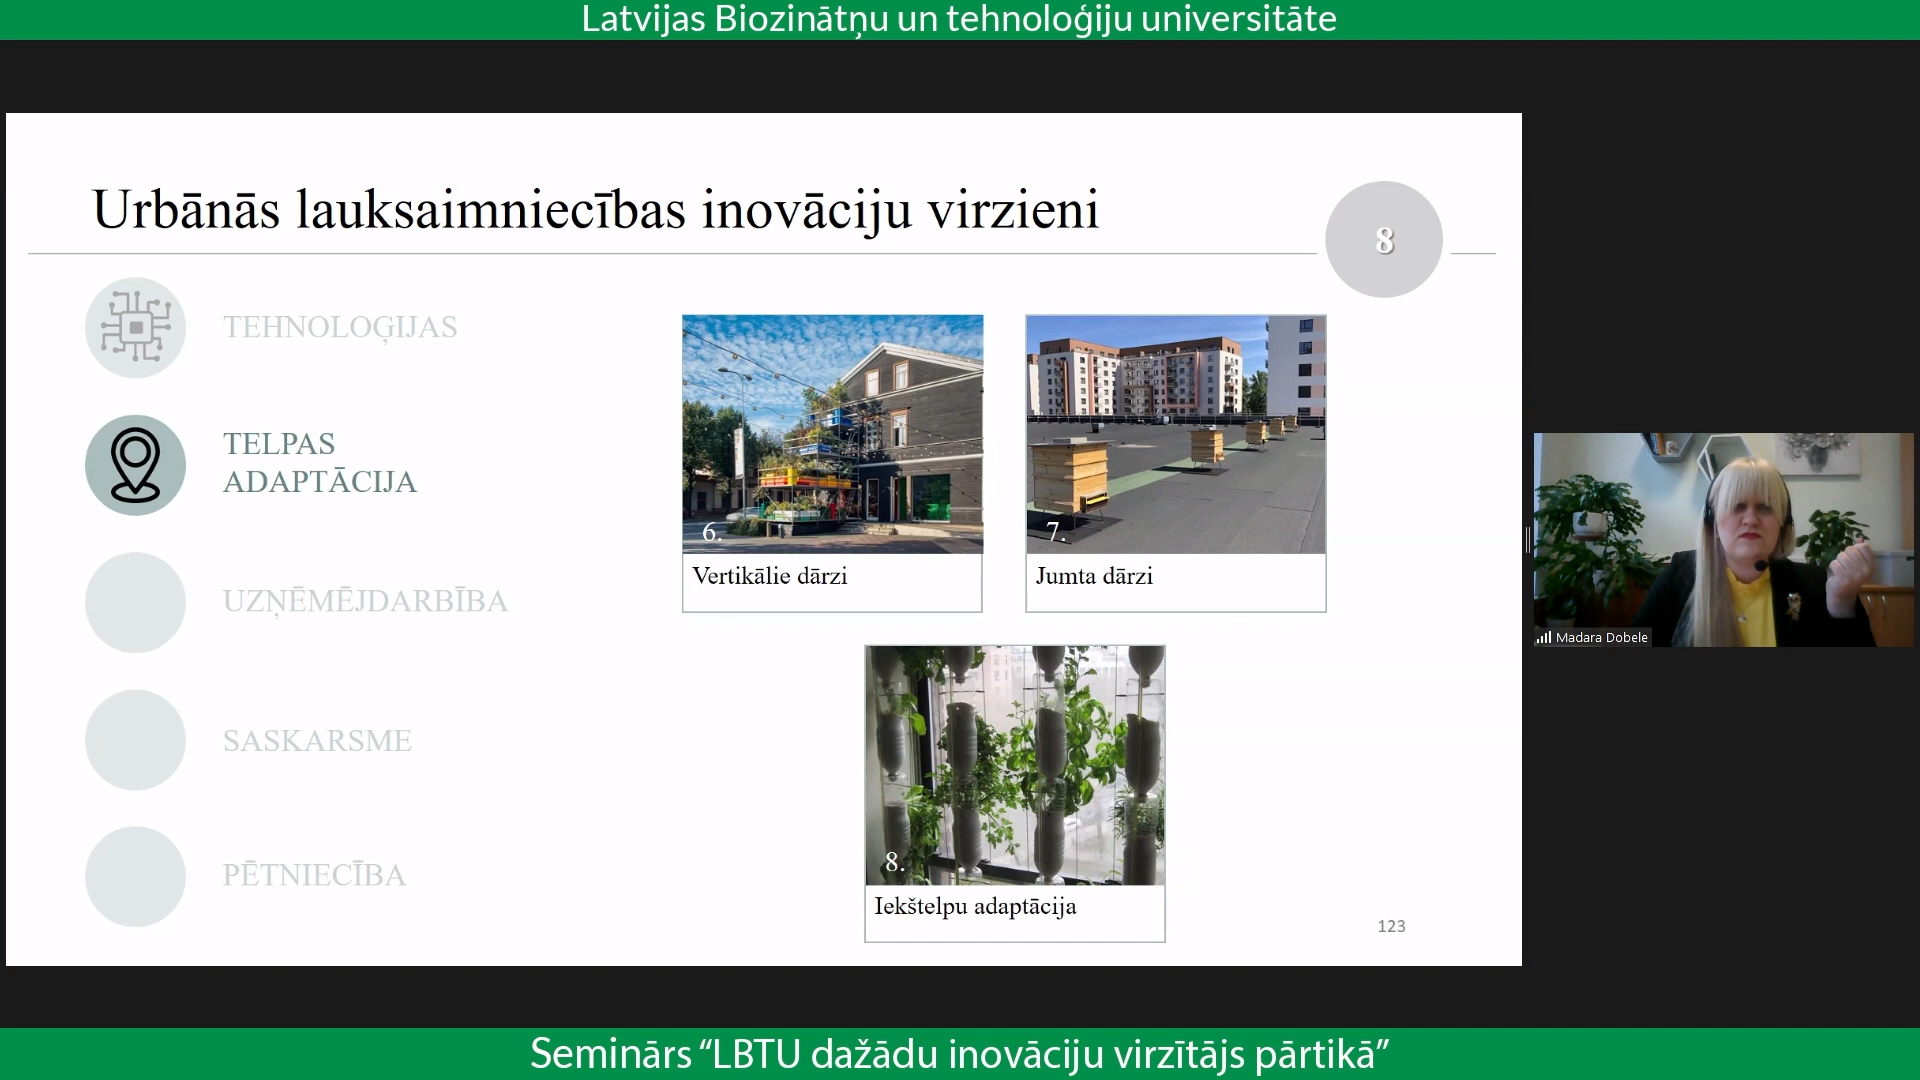 Latvijas Biozinātņu un tehnoloģiju universitāte
Urbānās lauksaimniecības inovāciju virzieni
8
TEHNOLOĢIJAS
TELPAS
ADAPTĀCIJA
UZŅĒMĒJDARBĪBA
SASKARSME
PĒTNIECĪBA
6.
Vertikālie dārzi
7.
Jumta dārzi
8.
Iekštelpu adaptācija
123
Madara Dobele
Seminārs “LBTU dažādu inovāciju virzītājs pārtikā”